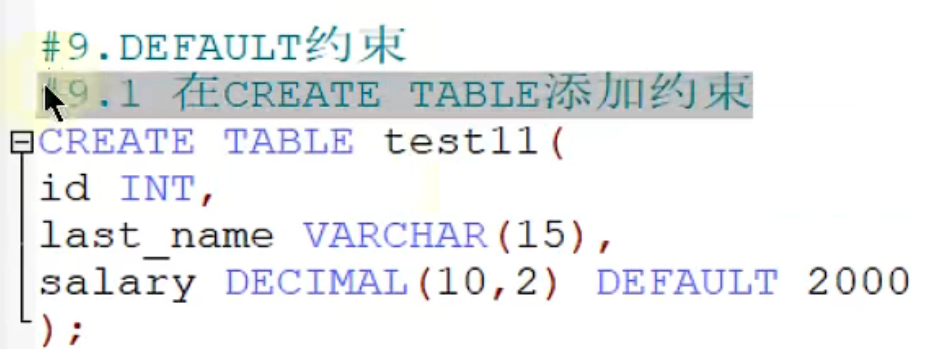 #9.DEFAULT约束
#9.1 在CREATE TABLE添加约束
CREATE TABLE test11(
id INT,
last_name VARCHAR(15),
salary DECIMAL(10,2) DEFAULT 2000
);